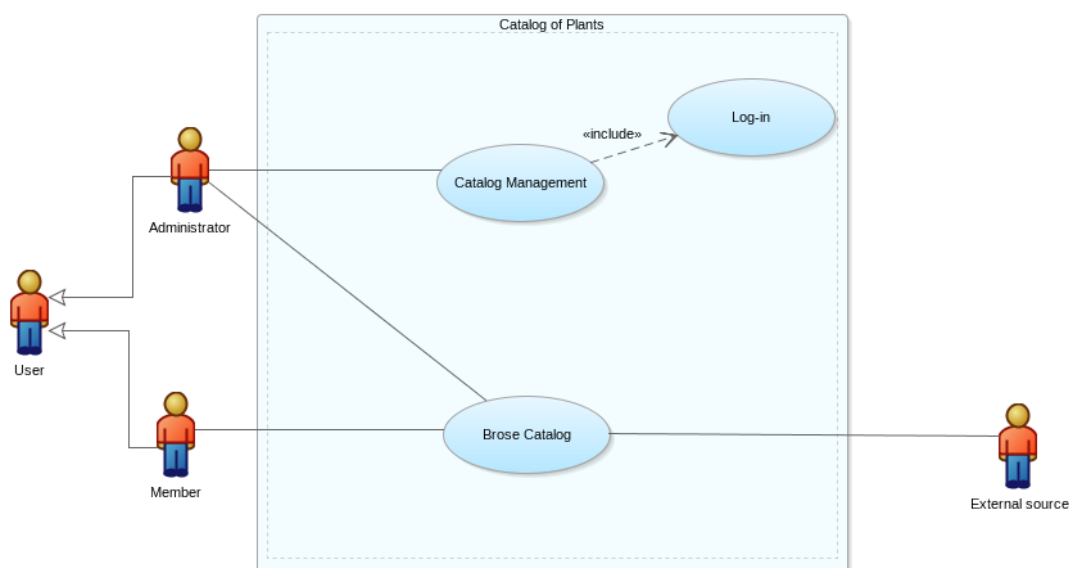 Catalog of Plants
Log-in
«include»
Catalog Management
Administrator
User
Brose Catalog
Member
External source